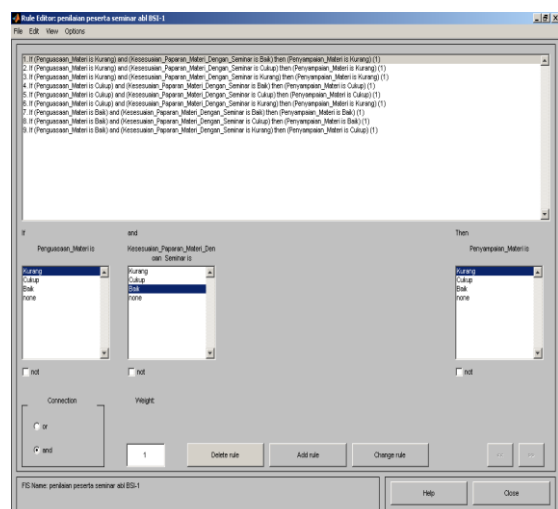 Rule Editor: penilaian peserta seminar abl BSI-1
File Edit View Options
1. If (Penguasaan_Materi is Kurang) and (Kesesuaian_Paparan_Materi_Dengan_Seminar is Baik) then (Penyampaian_Materi is Kurang) (1)
2. If (Penguasaan_Materi is Kurang) and (Kesesuaian_Paparan_Materi_Dengan_Seminar is Cukup) then (Penyampaian_Materi is Kurang) (1)
3. If (Penguasaan_Materi is Kurang) and (Kesesuaian_Paparan_Materi_Dengan_Seminar is Kurang) then (Penyampaian_Materi is Kurang) (1)
4. If (Penguasaan_Materi is Cukup) and (Kesesuaian_Paparan_Materi_Dengan_Seminar is Baik) then (Penyampaian_Materi is Cukup) (1)
5. If (Penguasaan_Materi is Cukup) and (Kesesuaian_Paparan_Materi_Dengan_Seminar is Cukup) then (Penyampaian_Materi is Cukup) (1)
6. If (Penguasaan_Materi is Cukup) and (Kesesuaian_Paparan_Materi_Dengan_Seminar is Kurang) then (Penyampaian_Materi is Kurang) (1)
7. If (Penguasaan_Materi is Baik) and (Kesesuaian_Paparan_Materi_Dengan_Seminar is Baik) then (Penyampaian_Materi is Baik) (1)
8. If (Penguasaan_Materi is Baik) and (Kesesuaian_Paparan_Materi_Dengan_Seminar is Cukup) then (Penyampaian_Materi is Baik) (1)
9. If (Penguasaan_Materi is Baik) and (Kesesuaian_Paparan_Materi_Dengan_Seminar is Kurang) then (Penyampaian_Materi is Cukup) (1)
If and Then
Penguasaan_Materi is
Kesesuaian_Paparan_Materi_Den
gan_Seminar is
Penyampaian_Materi is
Kurang
Cukup
Baik
none
Kurang
Cukup
Baik
none
Kurang
Cukup
Baik
none
not
not
not
Connection
or
and
Weight:
1
Delete rule
Add rule
Change rule
<<
>>
FIS Name: penilaian peserta seminar abl BSI-1
Help
Close